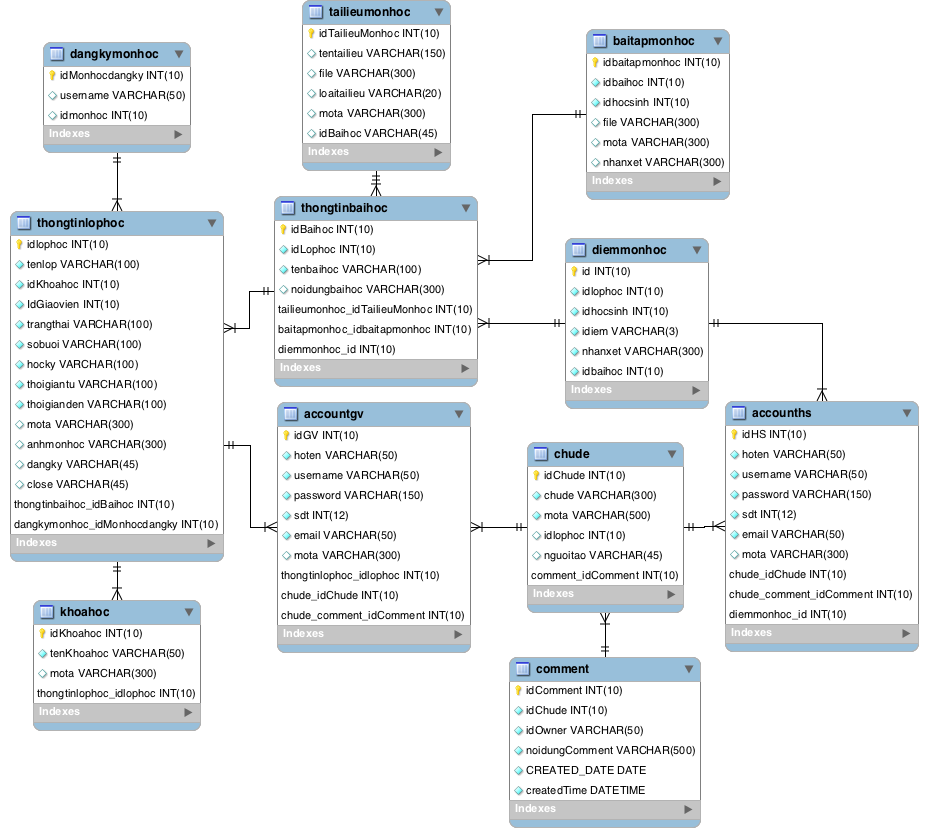 dangkymonhoc
idMonhocdangky INT(10)
username VARCHAR(50)
idmonhoc INT(10)
Indexes
tailieumonhoc
idTailieuMonhoc INT(10)
tentailieu VARCHAR(150)
file VARCHAR(300)
loaitailieu VARCHAR(20)
mota VARCHAR(300)
idBaihoc VARCHAR(45)
Indexes
baitapmonhoc
idbaitapmonhoc INT(10)
idbaihoc INT(10)
idhocsinh INT(10)
file VARCHAR(300)
mota VARCHAR(300)
nhanxet VARCHAR(300)
Indexes
thongtinlophoc
idlophoc INT(10)
tenlop VARCHAR(100)
idKhoahoc INT(10)
IdGiaovien INT(10)
trangthai VARCHAR(100)
sobuoi VARCHAR(100)
hocky VARCHAR(100)
thoigiantu VARCHAR(100)
thoigianden VARCHAR(100)
mota VARCHAR(300)
anhmonhoc VARCHAR(300)
dangky VARCHAR(45)
close VARCHAR(45)
thongtinbaihoc_idBaihoc INT(10)
dangkymonhoc_idMonhocdangky INT(10)
Indexes
thongtinbaihoc
idBaihoc INT(10)
idLophoc INT(10)
tenbaihoc VARCHAR(100)
noidungbaihoc VARCHAR(300)
tailieumonhoc_idTailieuMonhoc INT(10)
baitapmonhoc_idbaitapmonhoc INT(10)
diemmonhoc_id INT(10)
Indexes
diemmonhoc
id INT(10)
idlophoc INT(10)
idhocsinh INT(10)
idiem VARCHAR(3)
nhanxet VARCHAR(300)
idbaihoc INT(10)
Indexes
accountgv
idGV INT(10)
hoten VARCHAR(50)
username VARCHAR(50)
password VARCHAR(150)
sdt INT(12)
email VARCHAR(50)
mota VARCHAR(300)
thongtinlophoc_idlophoc INT(10)
chude_idChude INT(10)
chude_comment_idComment INT(10)
Indexes
chude
idChude INT(10)
chude VARCHAR(300)
mota VARCHAR(500)
idlophoc INT(10)
nguoitao VARCHAR(45)
comment_idComment INT(10)
Indexes
accounths
idHS INT(10)
hoten VARCHAR(50)
username VARCHAR(50)
password VARCHAR(150)
sdt INT(12)
email VARCHAR(50)
mota VARCHAR(300)
chude_idChude INT(10)
chude_comment_idComment INT(10)
diemmonhoc_id INT(10)
Indexes
khoahoc
idKhoahoc INT(10)
tenKhoahoc VARCHAR(50)
mota VARCHAR(300)
thongtinlophoc_idlophoc INT(10)
Indexes
comment
idComment INT(10)
idChude INT(10)
idOwner VARCHAR(50)
noidungComment VARCHAR(500)
CREATED_DATE DATE
createdTime DATETIME
Indexes